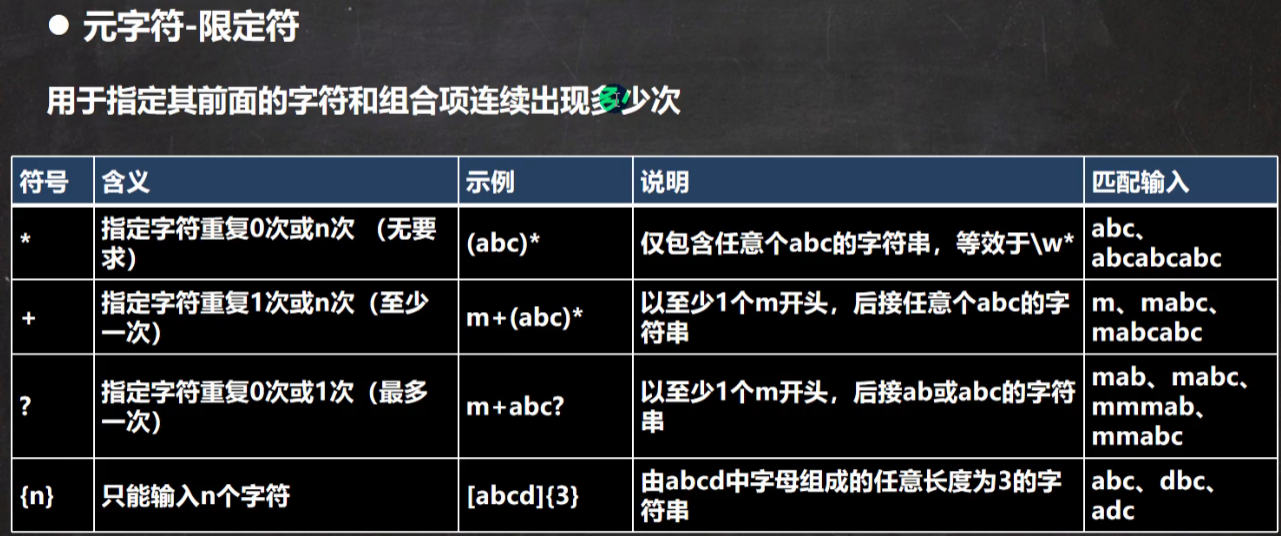 ● 元字符-限定符
用于指定其前面的字符和组合项连续出现多少次
符号 含义 示例 说明 匹配输入
* 指定字符重复0次或n次 （无要求） (abc)* 仅包含任意个abc的字符串，等效于\w* abc、abcabcabc
+ 指定字符重复1次或n次（至少一次） m+(abc)* 以至少1个m开头，后接任意个abc的字符串 m、mabc、mabcabc
? 指定字符重复0次或1次（最多一次） m+abc? 以至少1个m开头，后接ab或abc的字符串 mab、mabc、mmmab、mmabc
{n} 只能输入n个字符 [abcd]{3} 由abcd中字母组成的任意长度为3的字符串 abc、dbc、adc